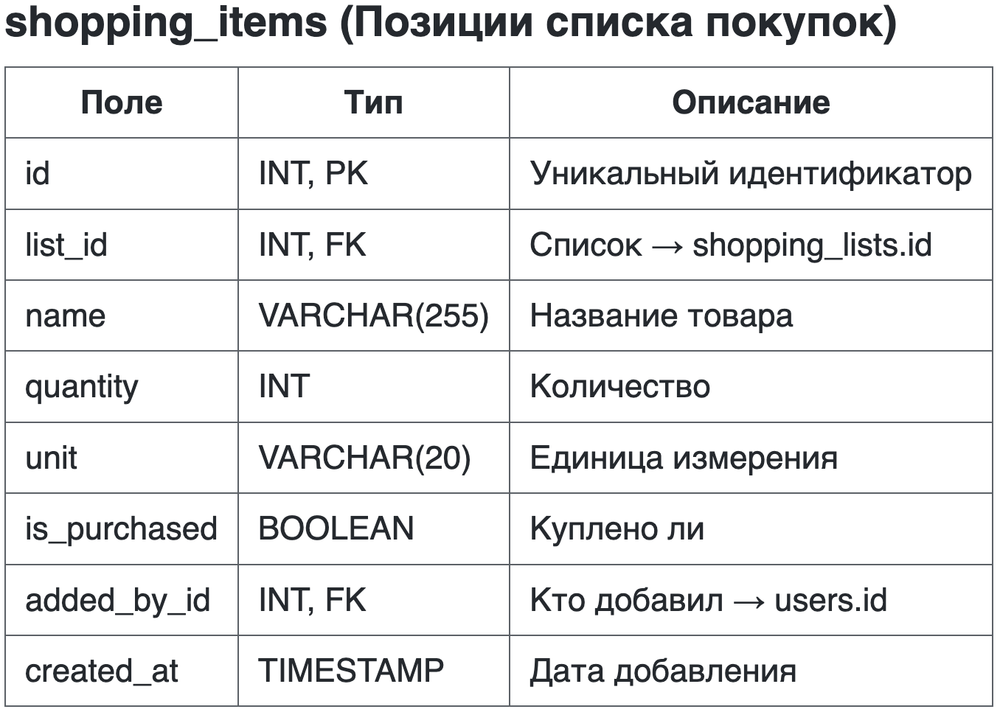 shopping_items (Позиции списка покупок)
Поле Тип Описание
id INT, PK Уникальный идентификатор
list_id INT, FK Список → shopping_lists.id
name VARCHAR(255) Название товара
quantity INT Количество
unit VARCHAR(20) Единица измерения
is_purchased BOOLEAN Куплено ли
added_by_id INT, FK Кто добавил → users.id
created_at TIMESTAMP Дата добавления